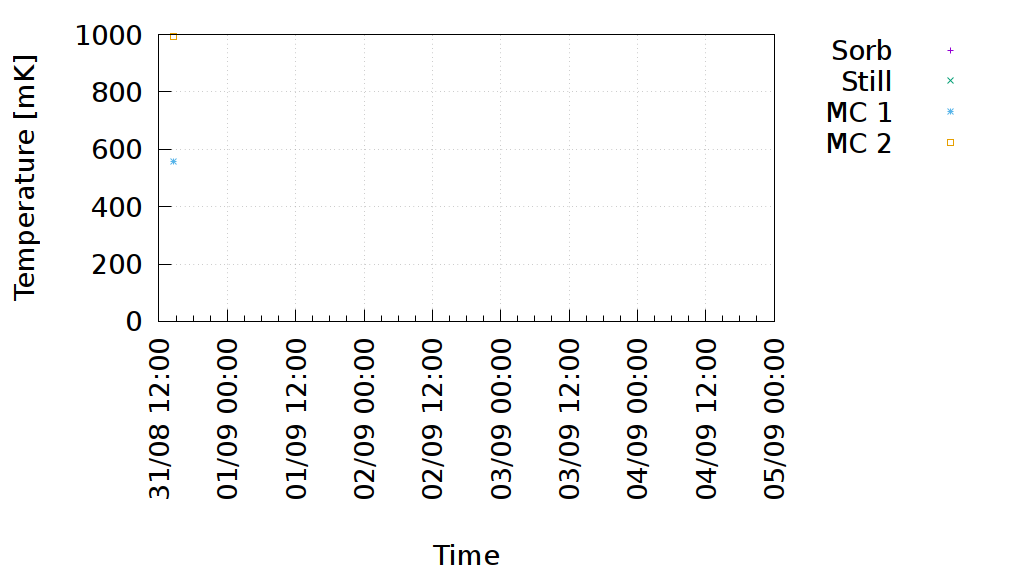 Temperature [mK]
1000
800
600
400
200
0
31/08 12:00
01/09 00:00
01/09 12:00
02/09 00:00
02/09 12:00
03/09 00:00
03/09 12:00
04/09 00:00
04/09 12:00
05/09 00:00
Time
Sorb
Still
MC 1
MC 2